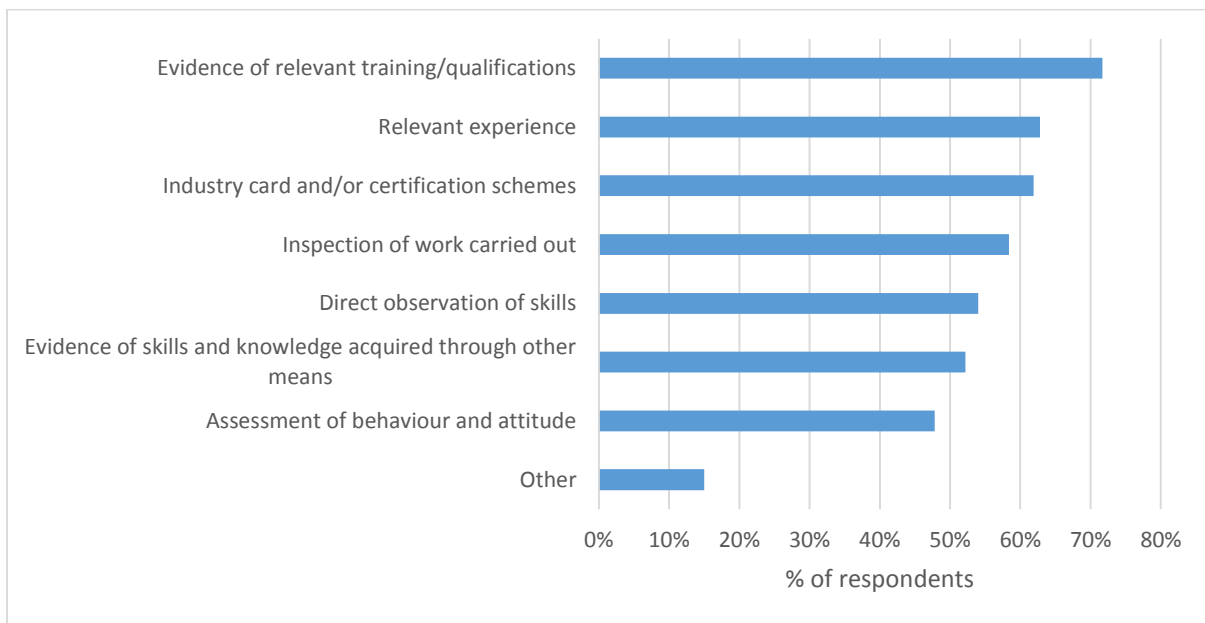 Evidence of relevant training/qualifications
Relevant experience
Industry card and/or certification schemes
Inspection of work carried out
Direct observation of skills
Evidence of skills and knowledge acquired through other
means
Assessment of behaviour and attitude
Other
0% 10% 20% 30% 40% 50% 60% 70% 80%
% of respondents